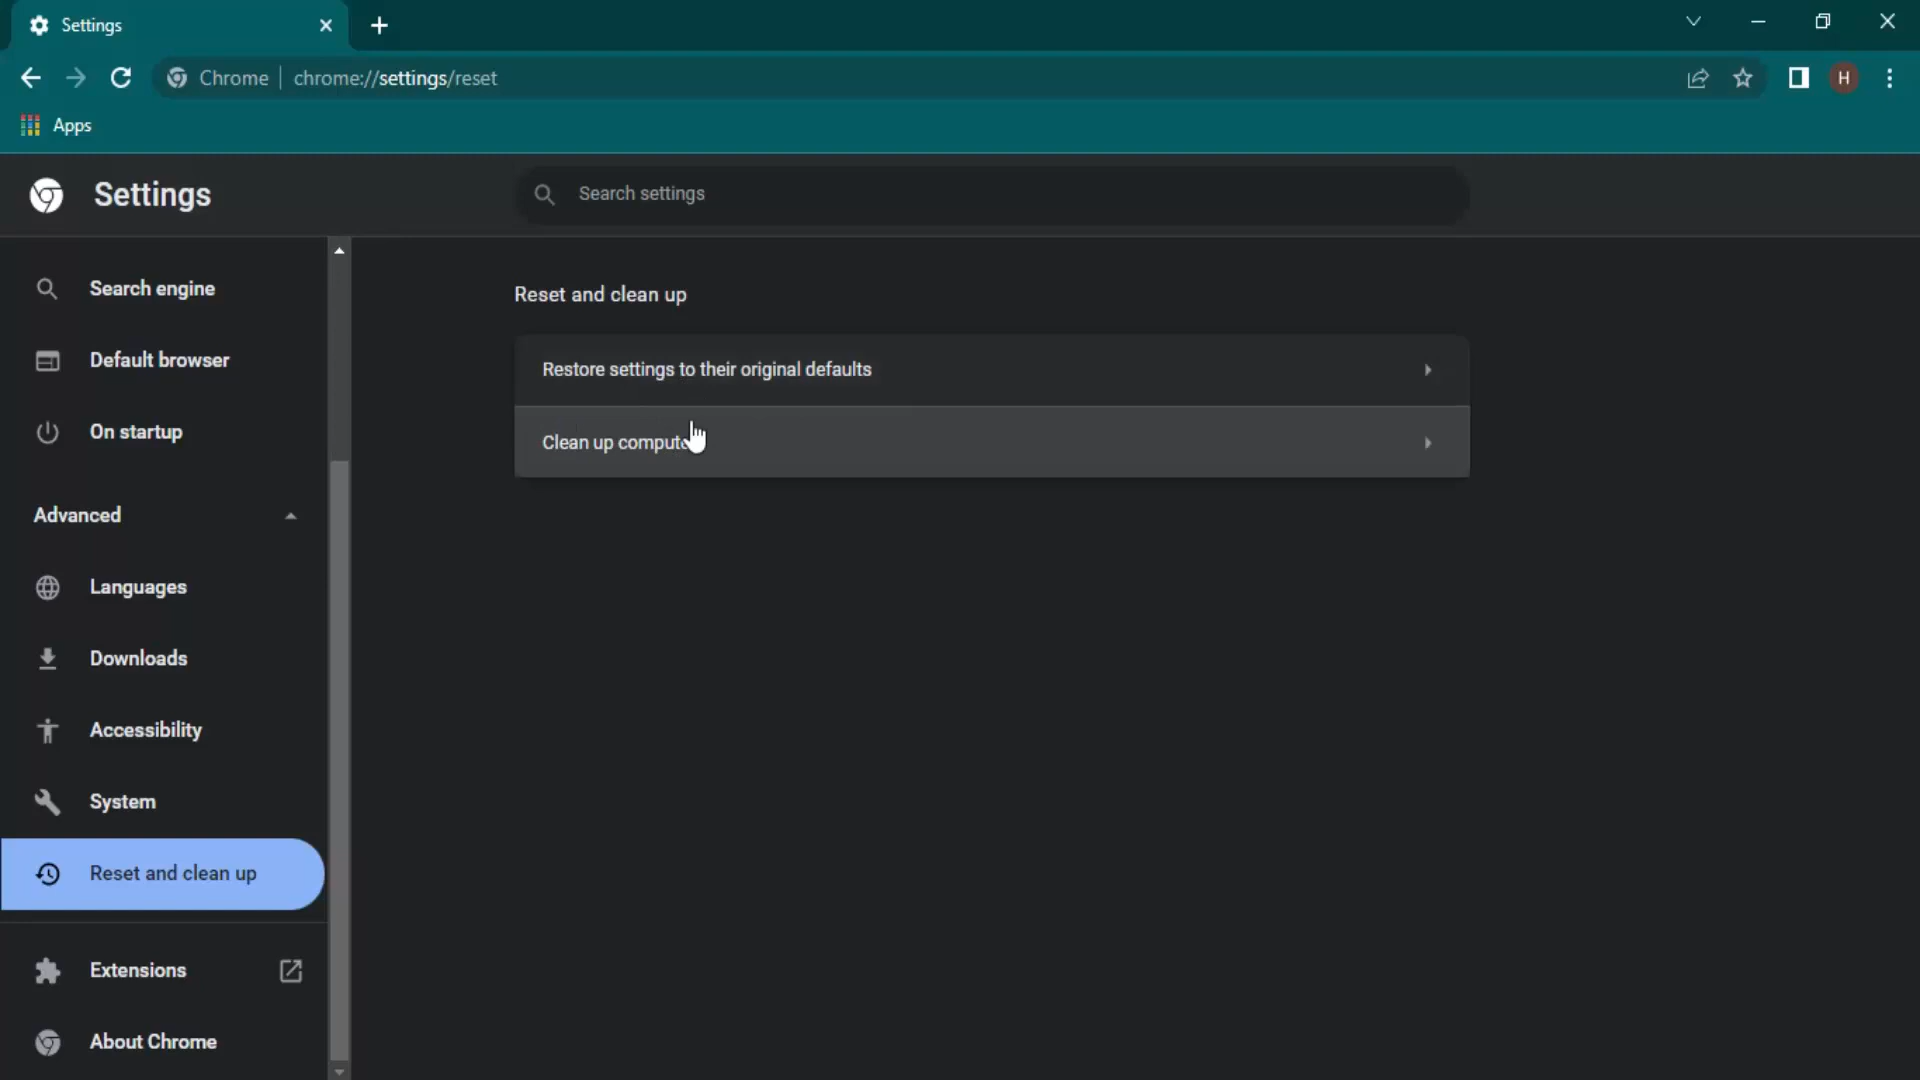 Settings
Chrome chrome://settings/reset
H
Apps
Settings
Search settings
Search engine
Default browser
On startup
Advanced
Languages
Downloads
Accessibility
System
Reset and clean up
Extensions
About Chrome
Reset and clean up
Restore settings to their original defaults
Clean up compute